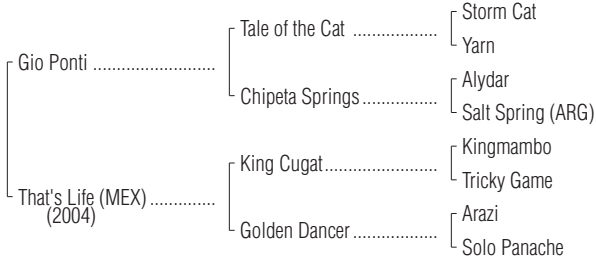 Storm Cat
Tale of the Cat ..................
Yarn
Gio Ponti ..........................
Alydar
Chipeta Springs................
Salt Spring (ARG)
Kingmambo
King Cugat........................
Tricky Game
That's Life (MEX)..............
(2004)
Arazi
Golden Dancer ..................
Solo Panache